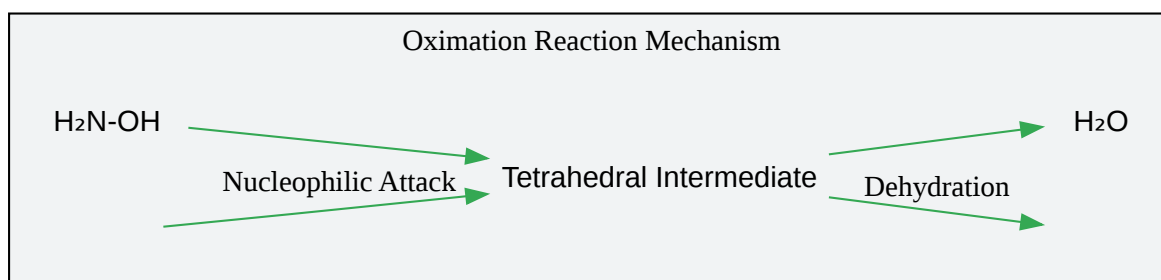 Oximation Reaction Mechanism
H₂N-OH
H₂O
Nucleophilic Attack
Tetrahedral Intermediate
Dehydration